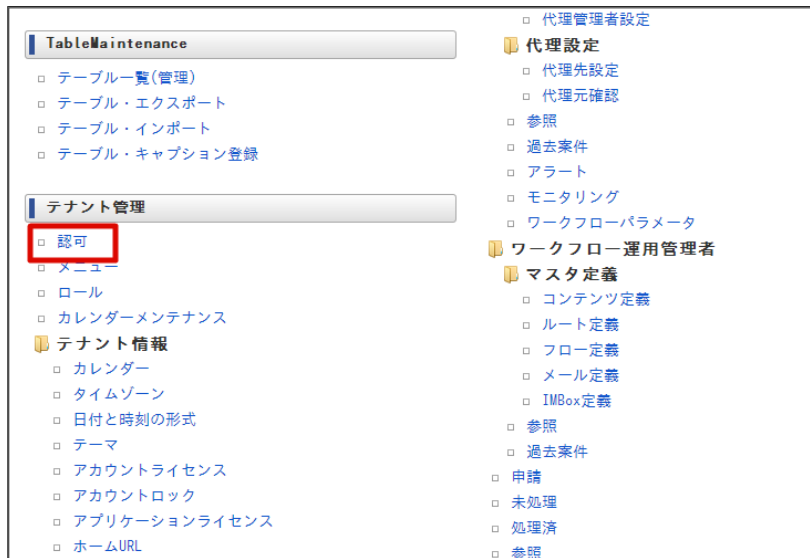 TableMaintenance
テーブル一覧(管理)
テーブル・エクスポート
テーブル・インポート
テーブル・キャプション登録
テナント管理
認可
メニュー
ロール
カレンダーメンテナンス
テナント情報
カレンダー
タイムゾーン
日付と時刻の形式
テーマ
アカウントライセンス
アカウントロック
アプリケーションライセンス
ホームURL
代理管理者設定
代理設定
代理先設定
代理元確認
参照
過去案件
アラート
モニタリング
ワークフローパラメータ
ワークフロー運用管理者
マスタ定義
コンテンツ定義
ルート定義
フロー定義
メール定義
IMBox定義
参照
過去案件
申請
未処理
処理済
参照